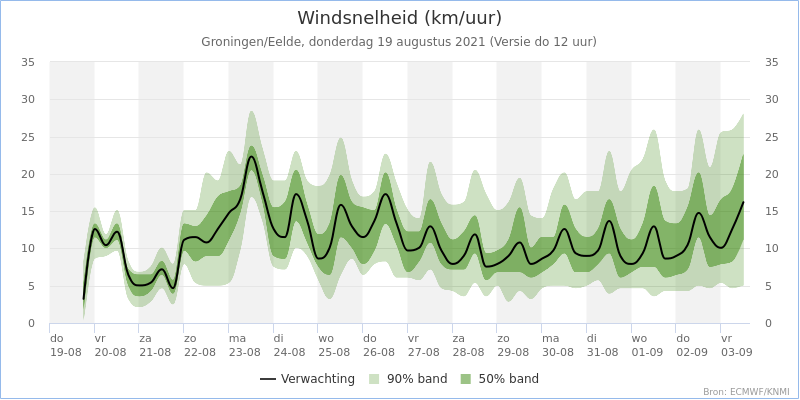 Windsnelheid (km/uur)
Groningen/Eelde, donderdag 19 augustus 2021 (Versie do 12 uur)
35 35
30 30
25 25
20 20
15 15
10 10
5 5
0 0
do vr za zo ma di wo do vr za zo ma di wo do vr
19-08 20-08 21-08 22-08 23-08 24-08 25-08 26-08 27-08 28-08 29-08 30-08 31-08 01-09 02-09 03-09
Verwachting 90% band 50% band
Bron: ECMWF/KNMI